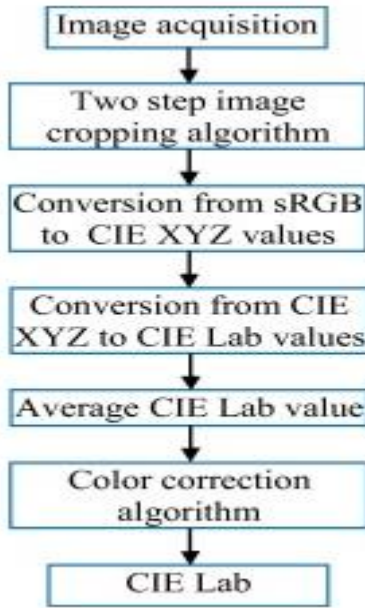 Image acquisition
Two step image
cropping algorithm
Conversion from sRGB
to CIE XYZ values
Conversion from CIE
XYZ to CIE Lab values
Average CIE Lab value
Color correction
algorithm
CIE Lab